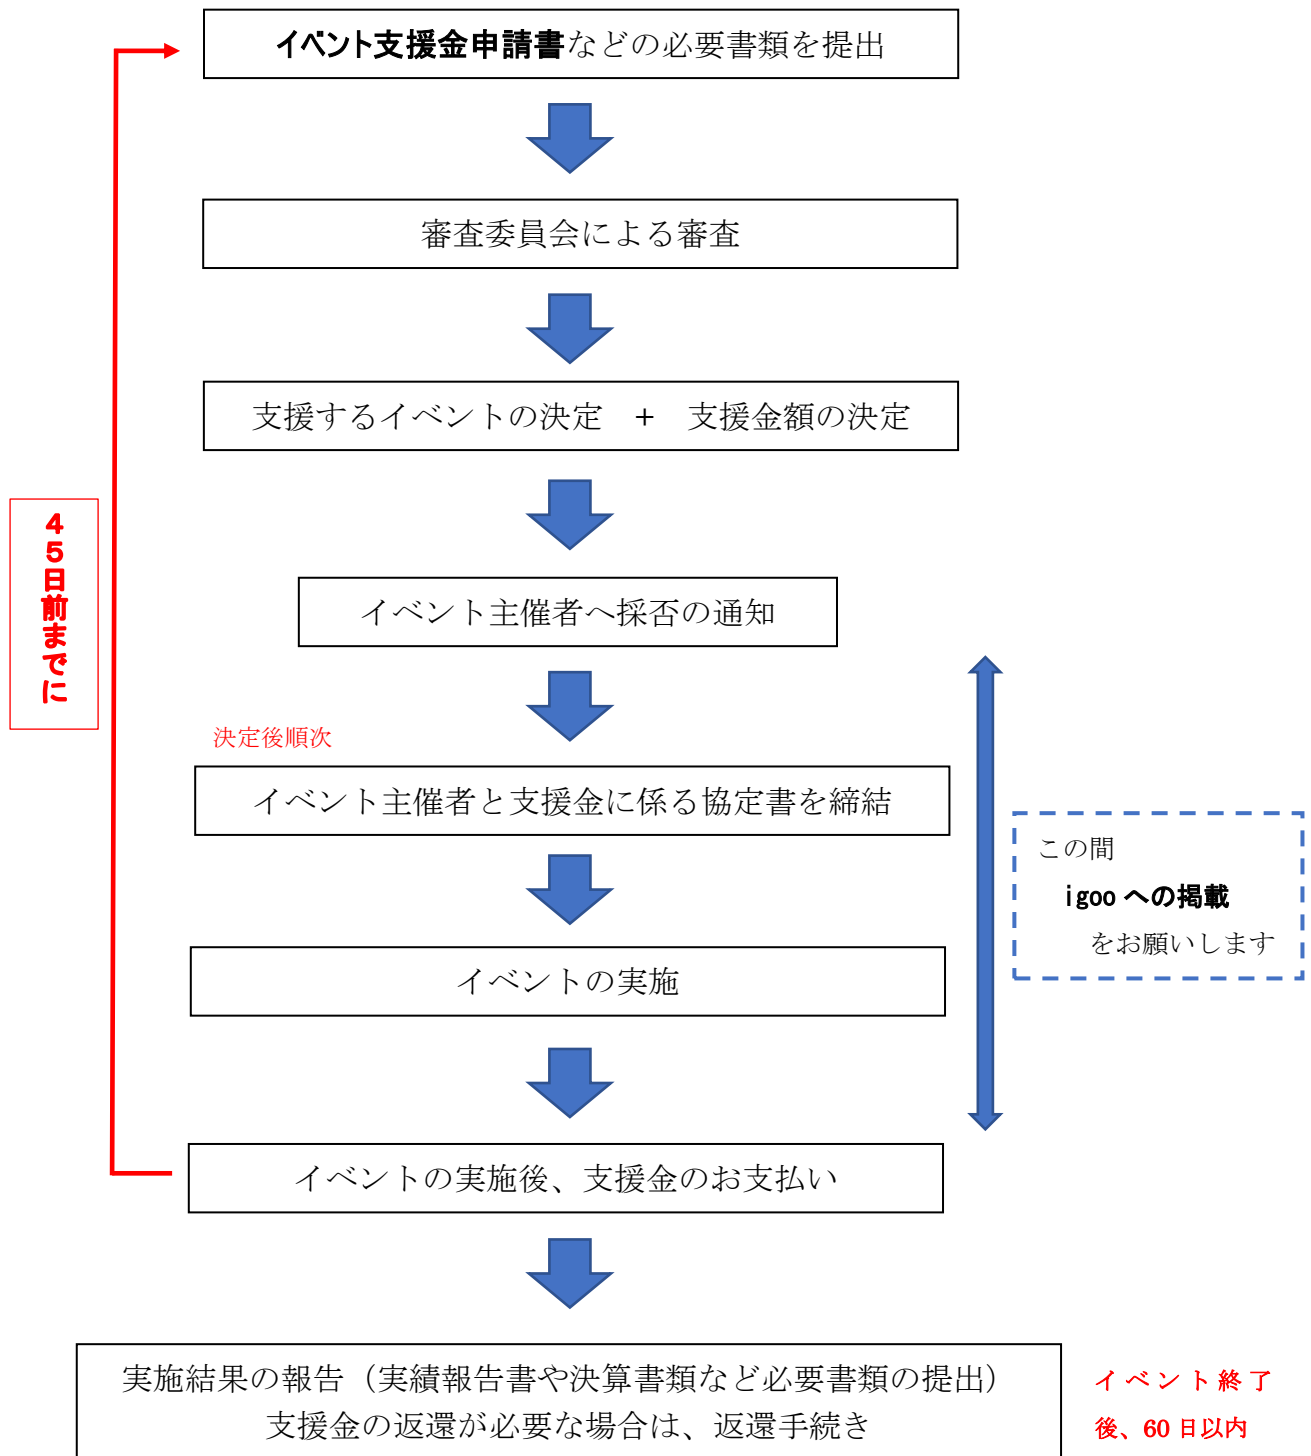 イベント支援金申請書などの必要書類を提出
審査委員会による審査
支援するイベントの決定　+　支援金額の決定
45日前までに
イベント主催者へ採否の通知
決定後順次
イベント主催者と支援金に係る協定書を締結
この間
igoo への掲載
をお願いします
イベントの実施
イベントの実施後、支援金のお支払い
実施結果の報告（実績報告書や決算書類など必要書類の提出）
支援金の返還が必要な場合は、返還手続き
イベント終了
後、60 日以内